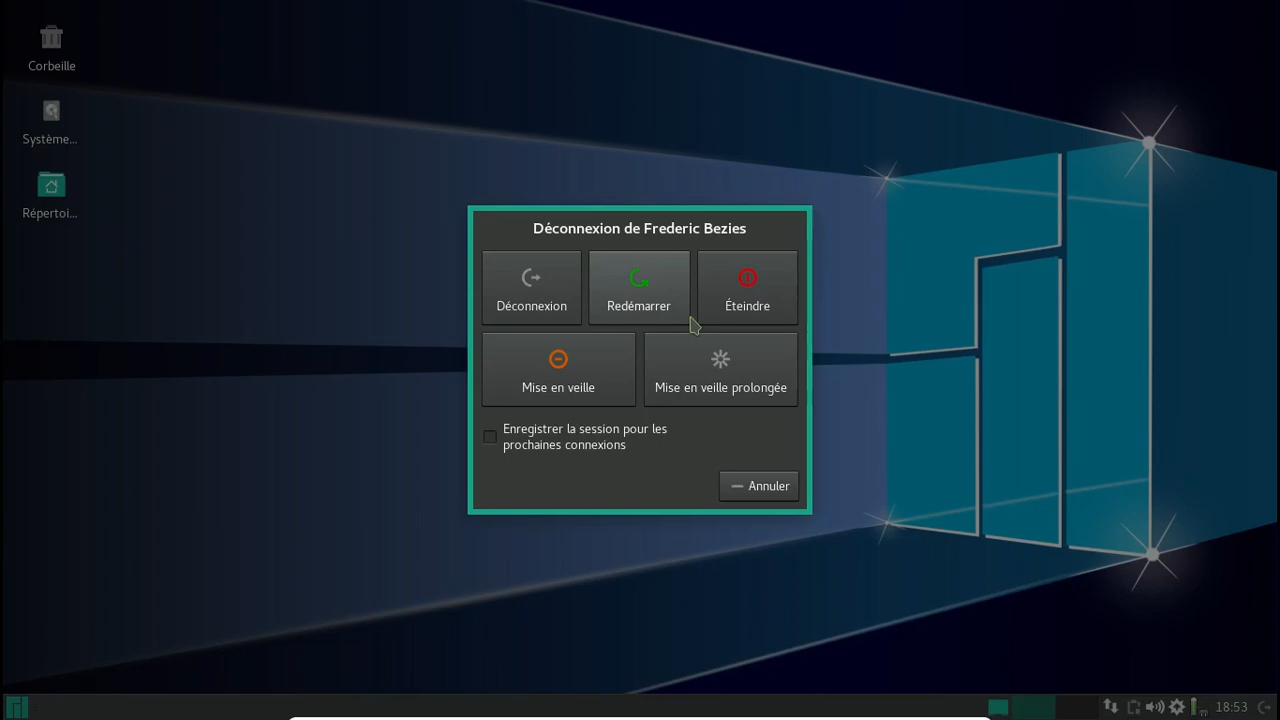 Corbeille
Système...
Répertoi...
Déconnexion de Frederic Bezies
Déconnexion
Redémarrer
Éteindre
Mise en veille
Mise en veille prolongée
Enregistrer la session pour les
prochaines connexions
Annuler
18:53